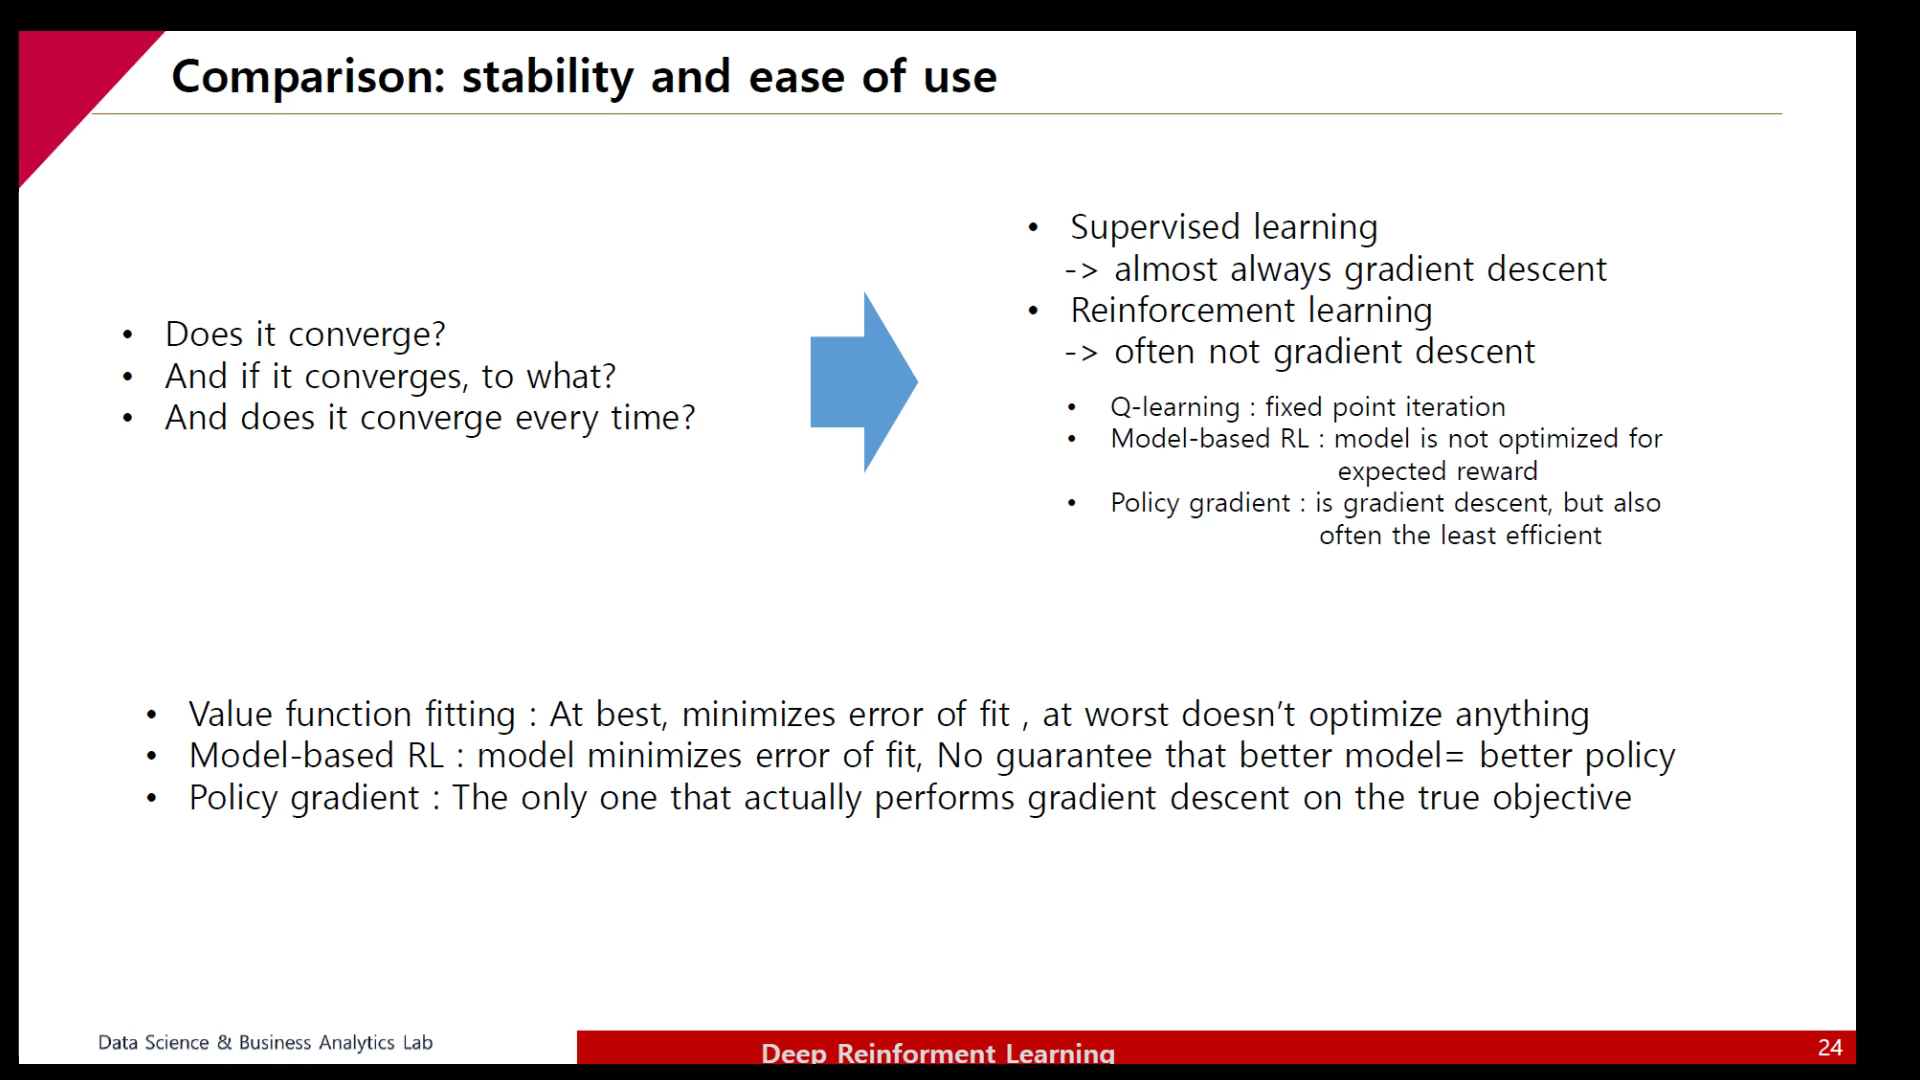 Comparison: stability and ease of use
• Does it converge?
• And if it converges, to what?
• And does it converge every time?
• Supervised learning
-> almost always gradient descent
• Reinforcement learning
-> often not gradient descent
• Q-learning : fixed point iteration
• Model-based RL : model is not optimized for
expected reward
• Policy gradient : is gradient descent, but also
often the least efficient
• Value function fitting : At best, minimizes error of fit , at worst doesn’t optimize anything
• Model-based RL : model minimizes error of fit, No guarantee that better model= better policy
• Policy gradient : The only one that actually performs gradient descent on the true objective
Data Science & Business Analytics Lab
Deep Reinforment Learning
24